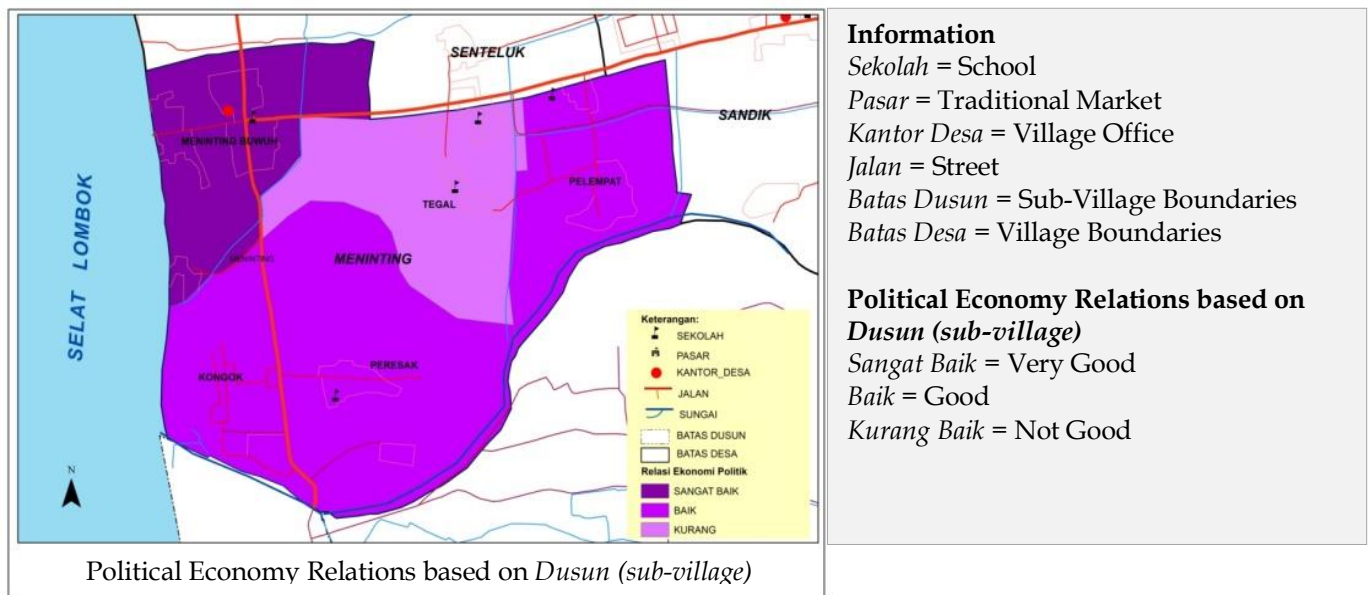 SENTELUK
SANDIK
MENINTING BUWUH
PELEMPAT
TEGAL
MENINTING
MENINTING
SELAT LOMBOK
PERESAK
KONGOK
N
Keterangan:
SEKOLAH
PASAR
KANTOR_DESA
JALAN
SUNGAI
BATAS DUSUN
BATAS DESA
Relasi Ekonomi Politik
SANGAT BAIK
BAIK
KURANG
Political Economy Relations based on Dusun (sub-village)
Information
Sekolah = School
Pasar = Traditional Market
Kantor Desa = Village Office
Jalan = Street
Batas Dusun = Sub-Village Boundaries
Batas Desa = Village Boundaries
Political Economy Relations based on
Dusun (sub-village)
Sangat Baik = Very Good
Baik = Good
Kurang Baik = Not Good